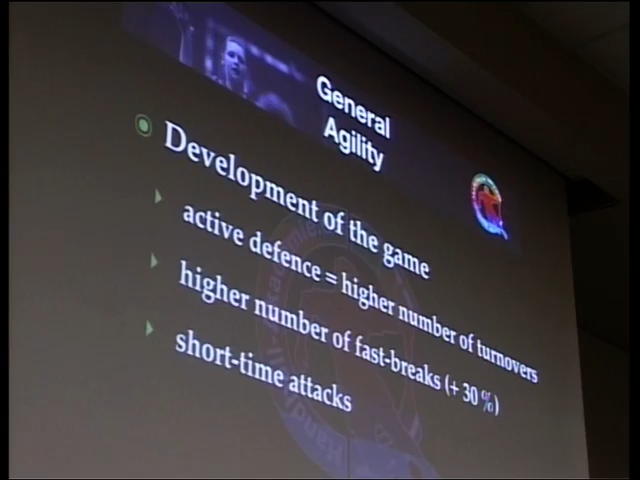 General
Agility
Development of the game
active defence = higher number of turnovers
higher number of fast-breaks (+ 30 %)
short-time attacks